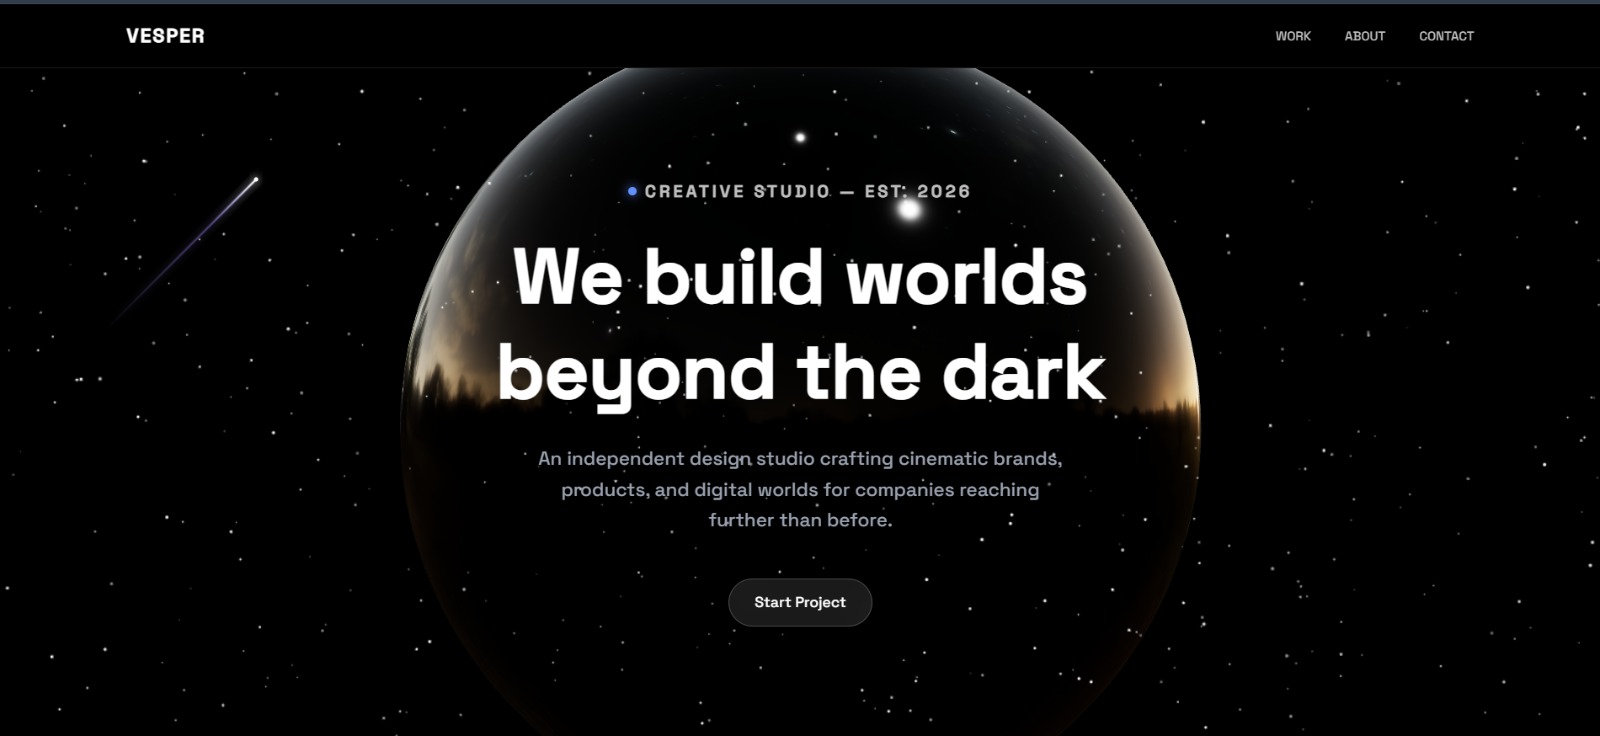 VESPER
WORK ABOUT CONTACT
CREATIVE STUDIO — EST. 2026
We build worlds
beyond the dark
An independent design studio crafting cinematic brands,
products, and digital worlds for companies reaching
further than before.
Start Project